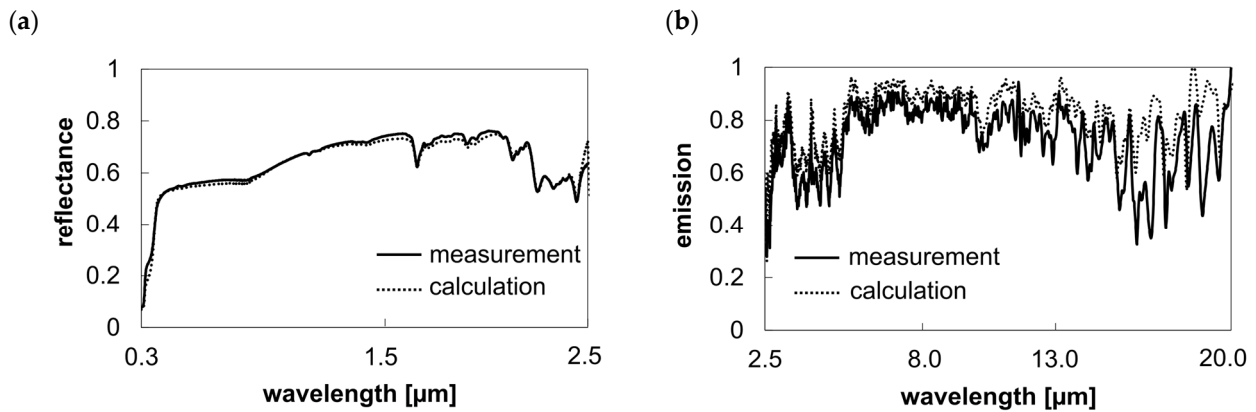 (a)
reflectance
1
0.8
0.6
0.4
0.2
0
measurement
calculation
0.3
1.5
2.5
wavelength [µm]
(b)
emission
1
0.8
0.6
0.4
0.2
0
measurement
calculation
2.5
8.0
13.0
20.0
wavelength [µm]